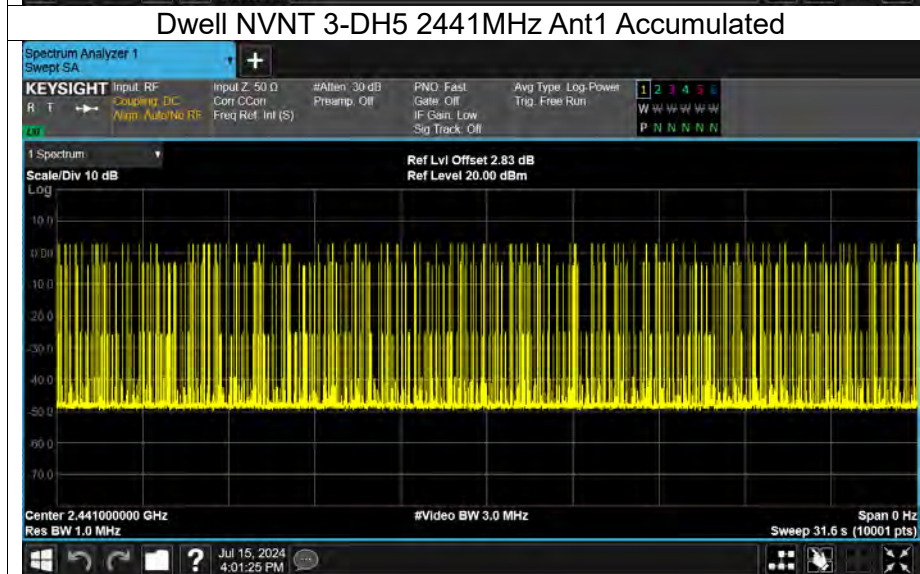 Dwell NVNT 3-DH5 2441MHz Ant1 Accumulated
Spectrum Analyzer 1
Swept SA
+
KEYSIGHT Input: RF Input Z: 50 Ω #Atten: 30 dB PNO: Fast Avg Type: Log-Power 1 2 3 4 5 6
R T Coupling: DC Corr CCorr Preamp: Off Gate: Off Trig: Free Run W W W W W W
Align: Auto/No RF Freq Ref: Int (S) IF Gain: Low P N N N N N
LXI Sig Track: Off
1 Spectrum
Ref Lvl Offset 2.83 dB
Scale/Div 10 dB Ref Level 20.00 dBm
Log
10.0
0.00
-10.0
-20.0
-30.0
-40.0
-50.0
-60.0
-70.0
Center 2.441000000 GHz #Video BW 3.0 MHz Span 0 Hz
Res BW 1.0 MHz Sweep 31.6 s (10001 pts)
? Jul 15, 2024
4:01:25 PM